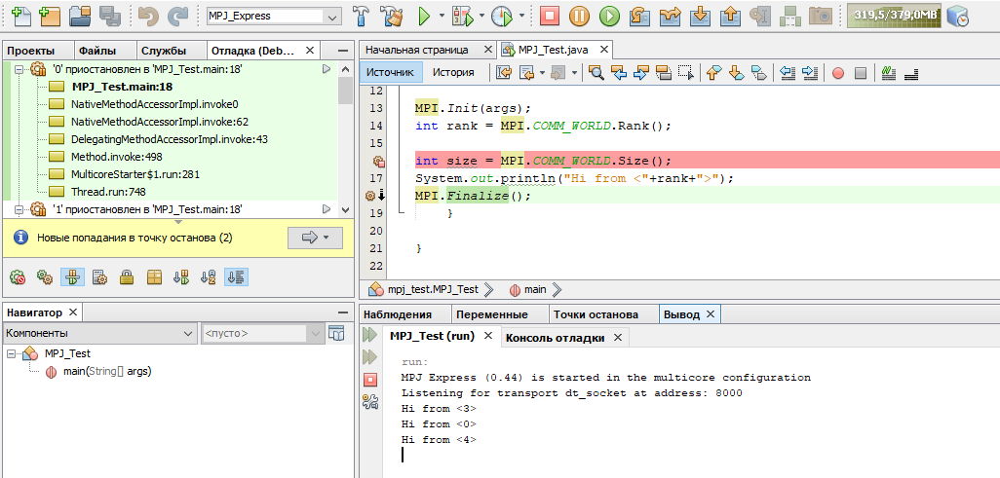 MPJ_Express
319,5/379,0MB
Проекты
Файлы
Службы
Отладка (Deb...
'0' приостановлен в 'MPJ_Test.main:18'
MPJ_Test.main:18
NativeMethodAccessorImpl.invoke0
NativeMethodAccessorImpl.invoke:62
DelegatingMethodAccessorImpl.invoke:43
Method.invoke:498
MulticoreStarter$1.run:281
Thread.run:748
'1' приостановлен в 'MPJ_Test.main:18'
Новые попадания в точку останова (2)
Навигатор
Компоненты
<пусто>
MPJ_Test
main(String[] args)
Начальная страница
MPJ_Test.java
Источник
История
12
13 MPI.Init(args);
14 int rank = MPI.COMM_WORLD.Rank();
15
int size = MPI.COMM_WORLD.Size();
17 System.out.println("Hi from <"+rank+">");
MPI.Finalize();
19 }
20
21 }
22
mpj_test.MPJ_Test
main
Наблюдения
Переменные
Точки останова
Вывод
MPJ_Test (run)
Консоль отладки
run:
MPJ Express (0.44) is started in the multicore configuration
Listening for transport dt_socket at address: 8000
Hi from <3>
Hi from <0>
Hi from <4>